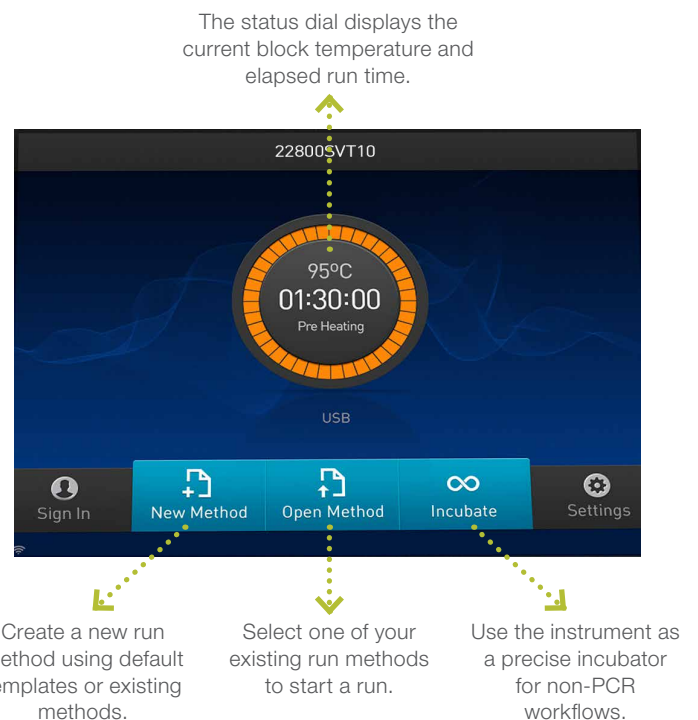 The status dial displays the
current block temperature and
elapsed run time.
22800SVT10
95ºC
01:30:00
Pre Heating
USB
Sign In
New Method
Open Method
Incubate
Settings
Create a new run
ethod using default
emplates or existing
methods.
Select one of your
existing run methods
to start a run.
Use the instrument as
a precise incubator
for non-PCR
workflows.